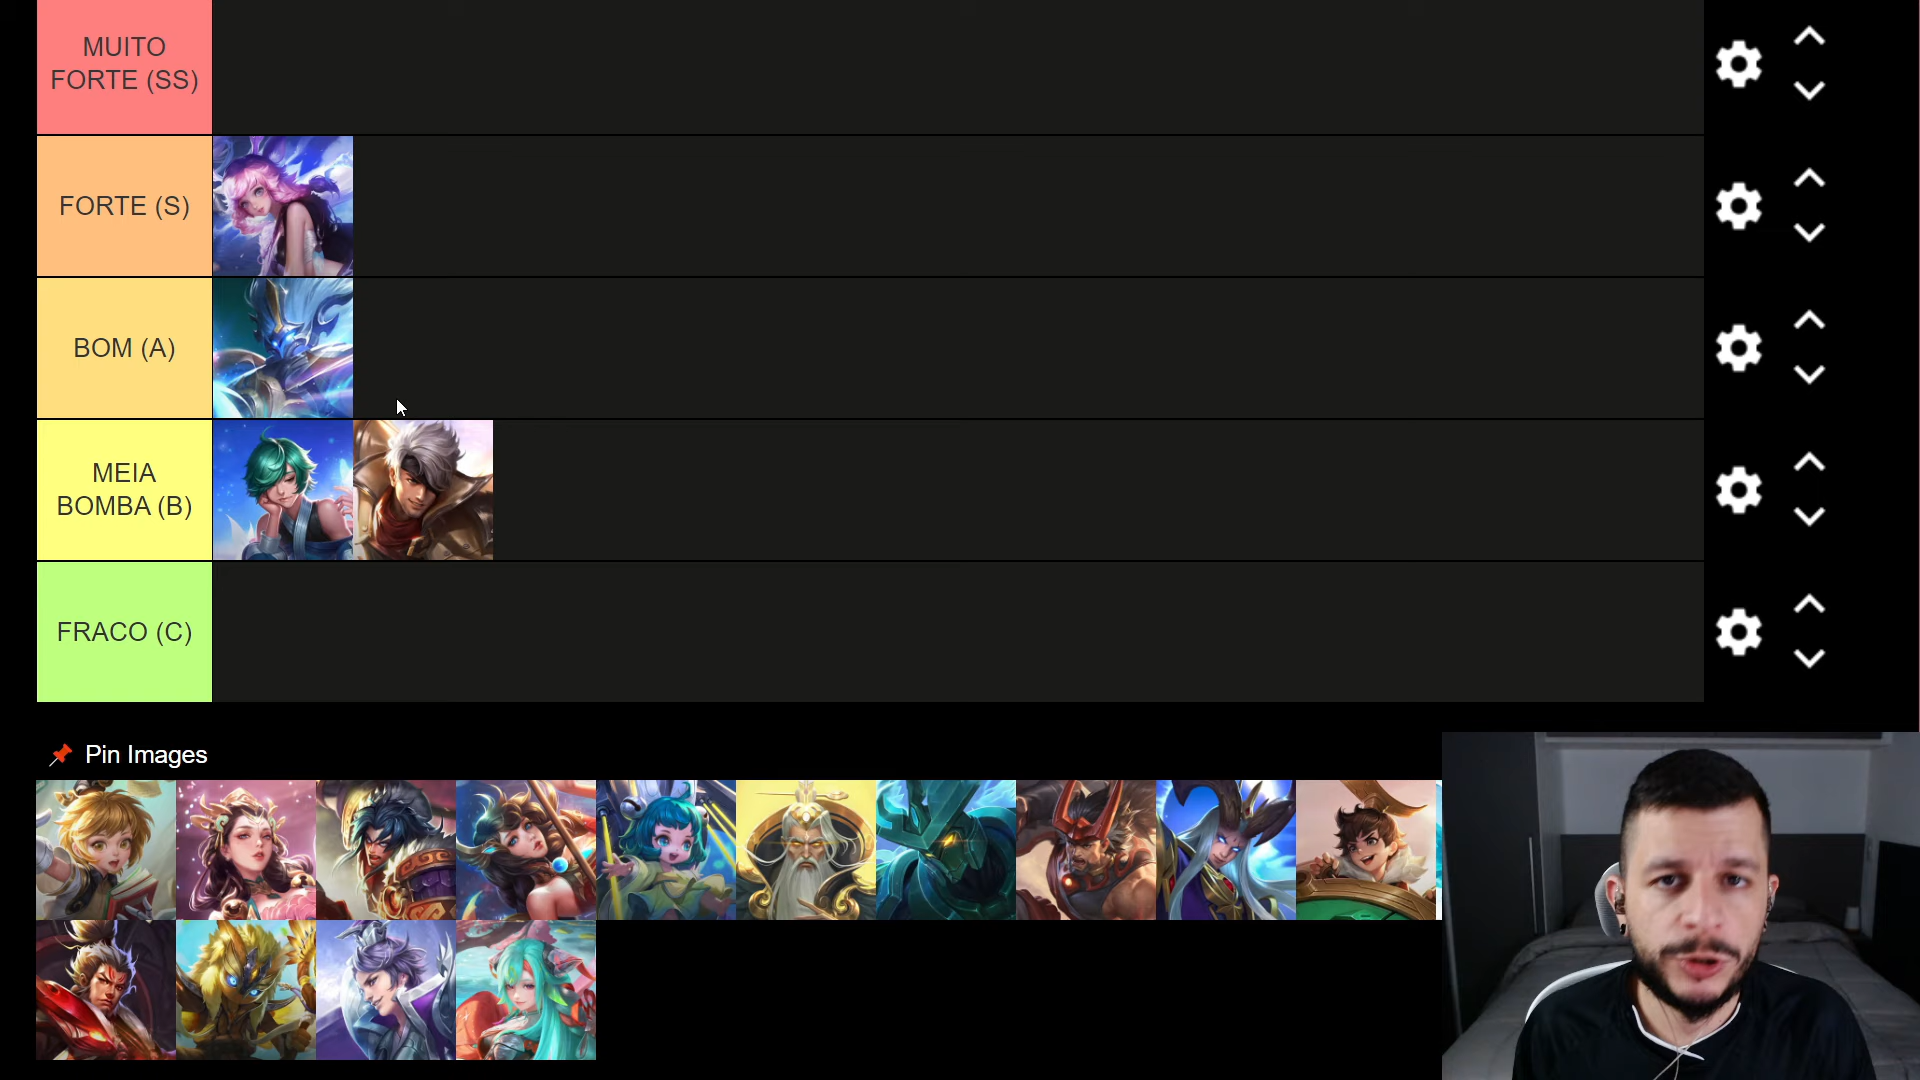 MUITO
FORTE (SS)
FORTE (S)
BOM (A)
MEIA
BOMBA (B)
FRACO (C)
Pin Images